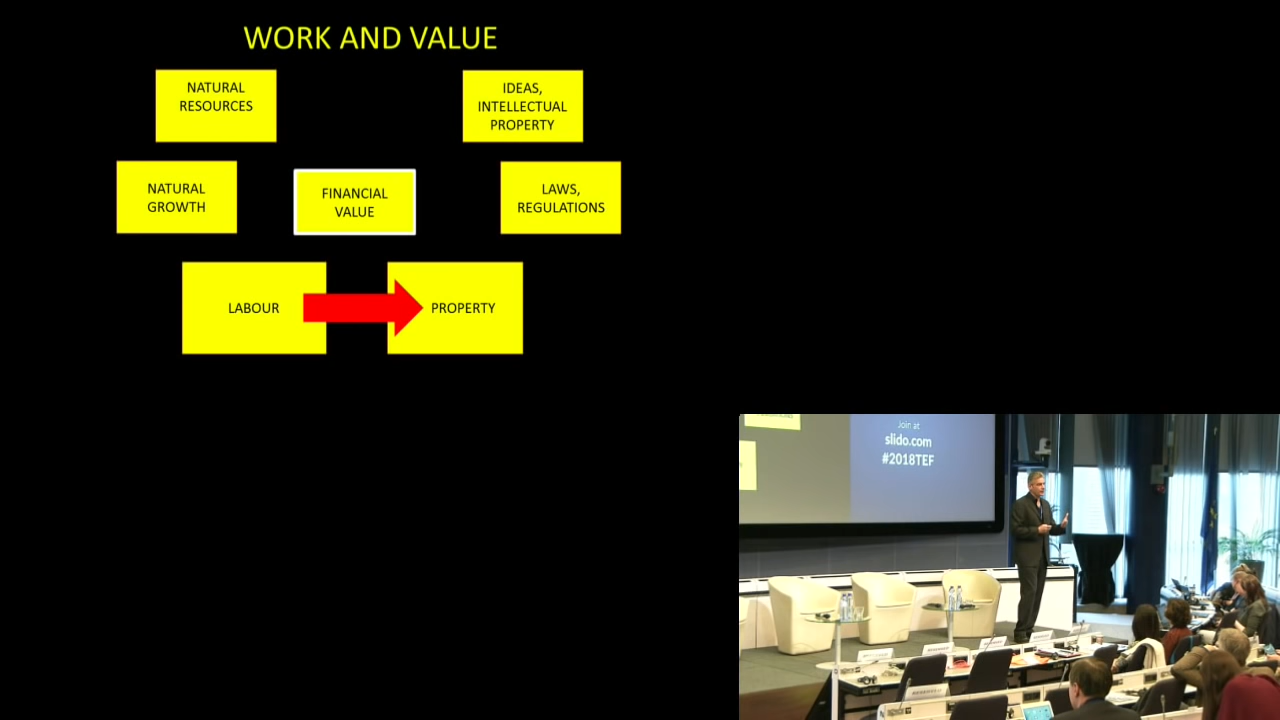 WORK AND VALUE
NATURAL
RESOURCES
IDEAS,
INTELLECTUAL
PROPERTY
NATURAL
GROWTH
FINANCIAL
VALUE
LAWS,
REGULATIONS
LABOUR
PROPERTY
Join at
slido.com
#2018TEF